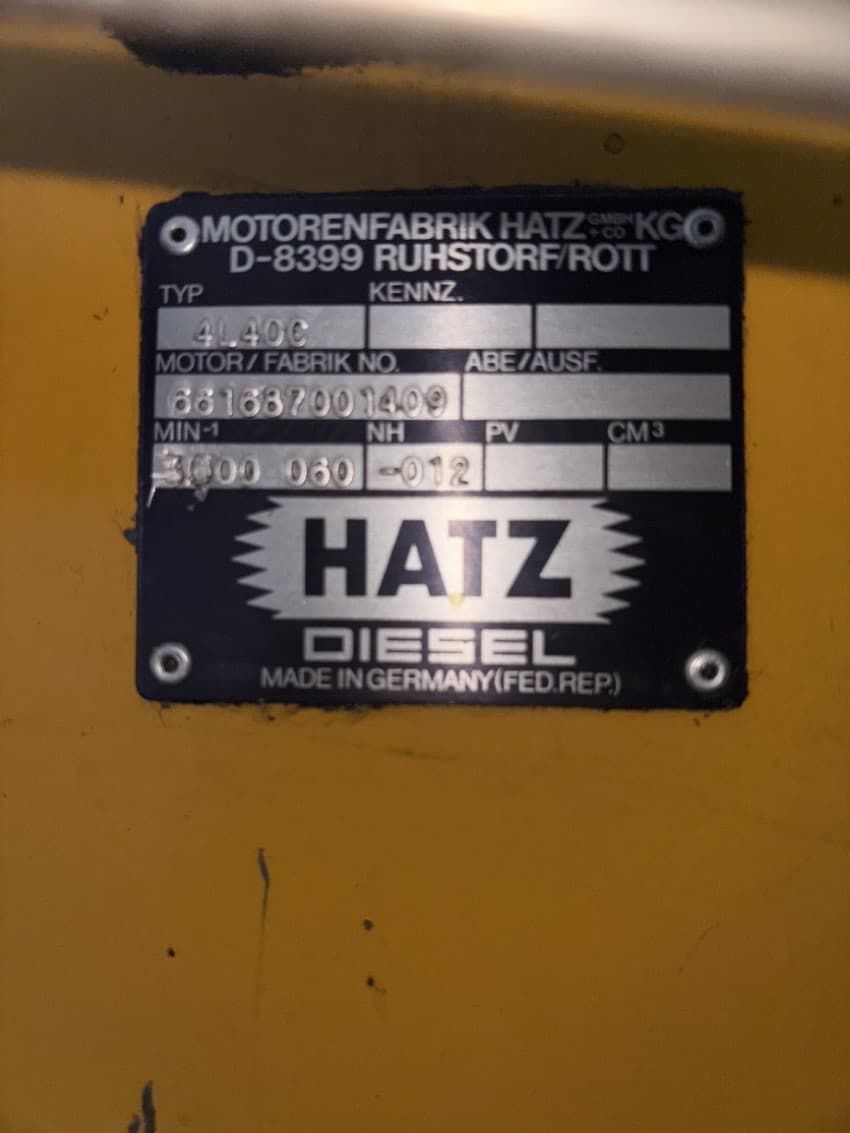 MOTORENFABRIK HATZ GMBH + CO KG
D-8399 RUHSTORF/ROTT
TYP KENNZ.
4L40C
MOTOR/FABRIK NO. ABE/AUSF.
661687001409
MIN-1 NH PV CM3
3000 060 -012
HATZ
DIESEL
MADE IN GERMANY (FED.REP.)